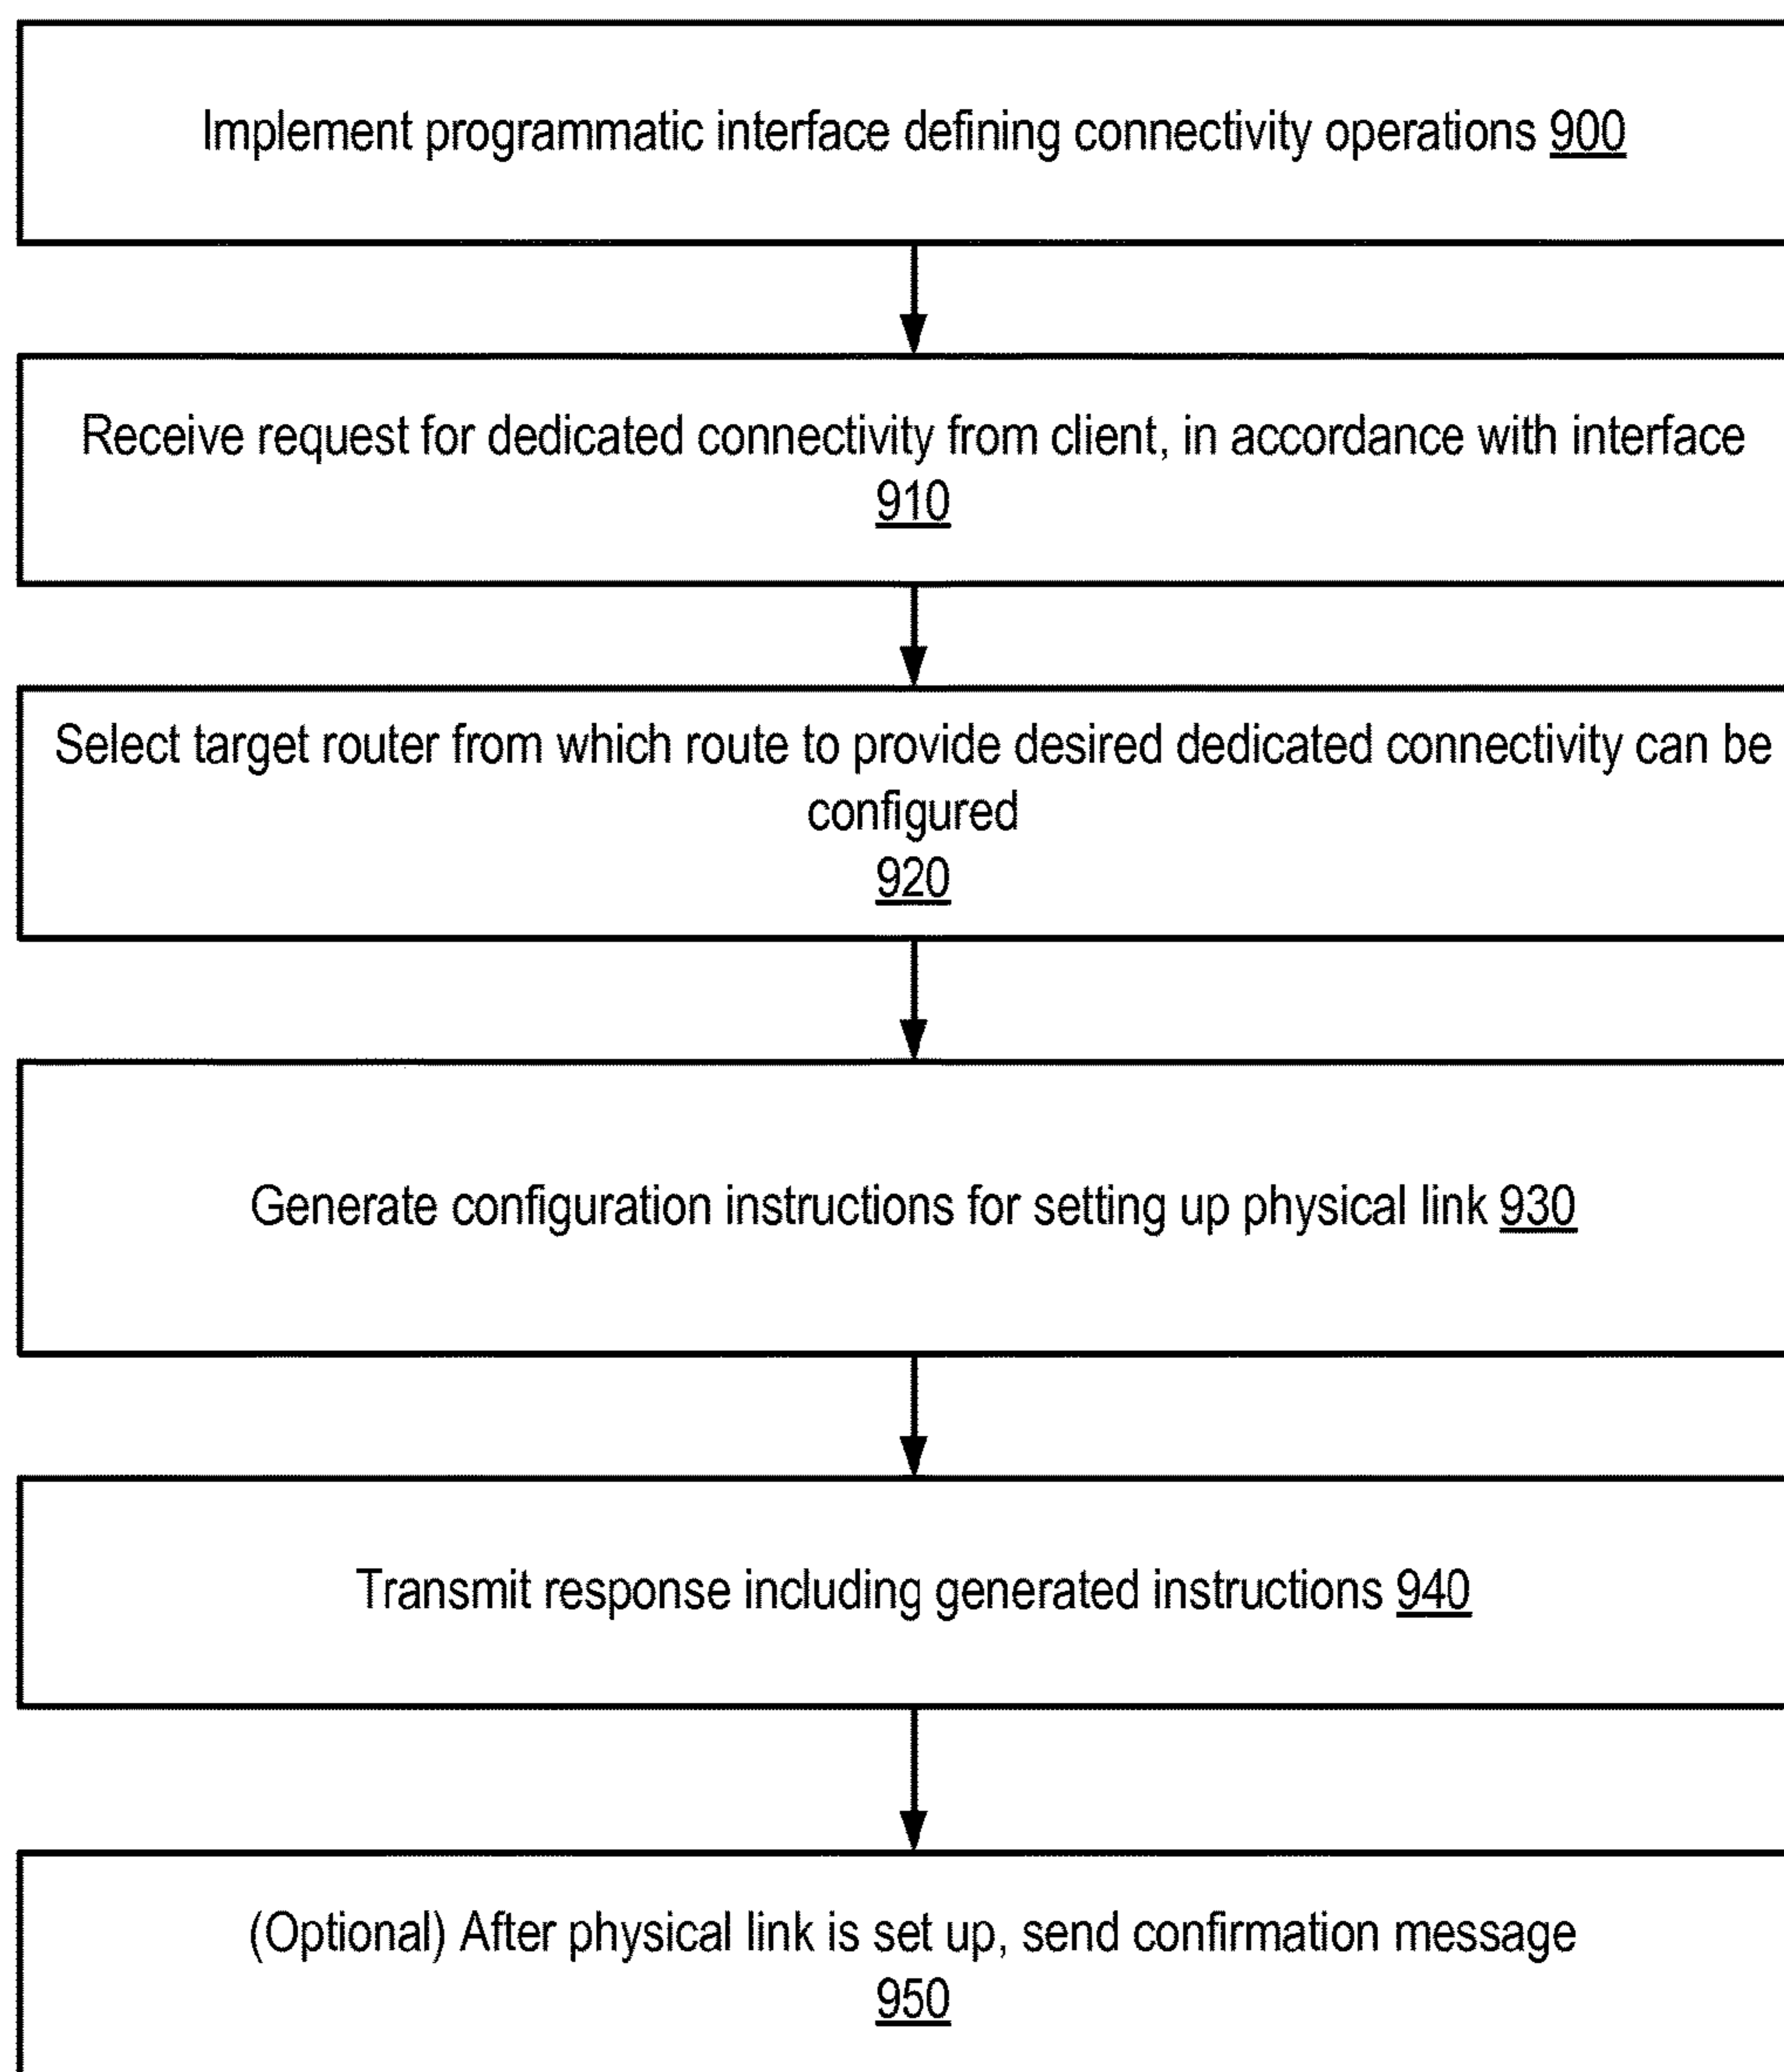 Implement programmatic interface defining connectivity operations 900
Receive request for dedicated connectivity from client, in accordance with interface
910
Select target router from which route to provide desired dedicated connectivity can be
configured
920
Generate configuration instructions for setting up physical link 930
Transmit response including generated instructions 940
(Optional) After physical link is set up, send confirmation message
950